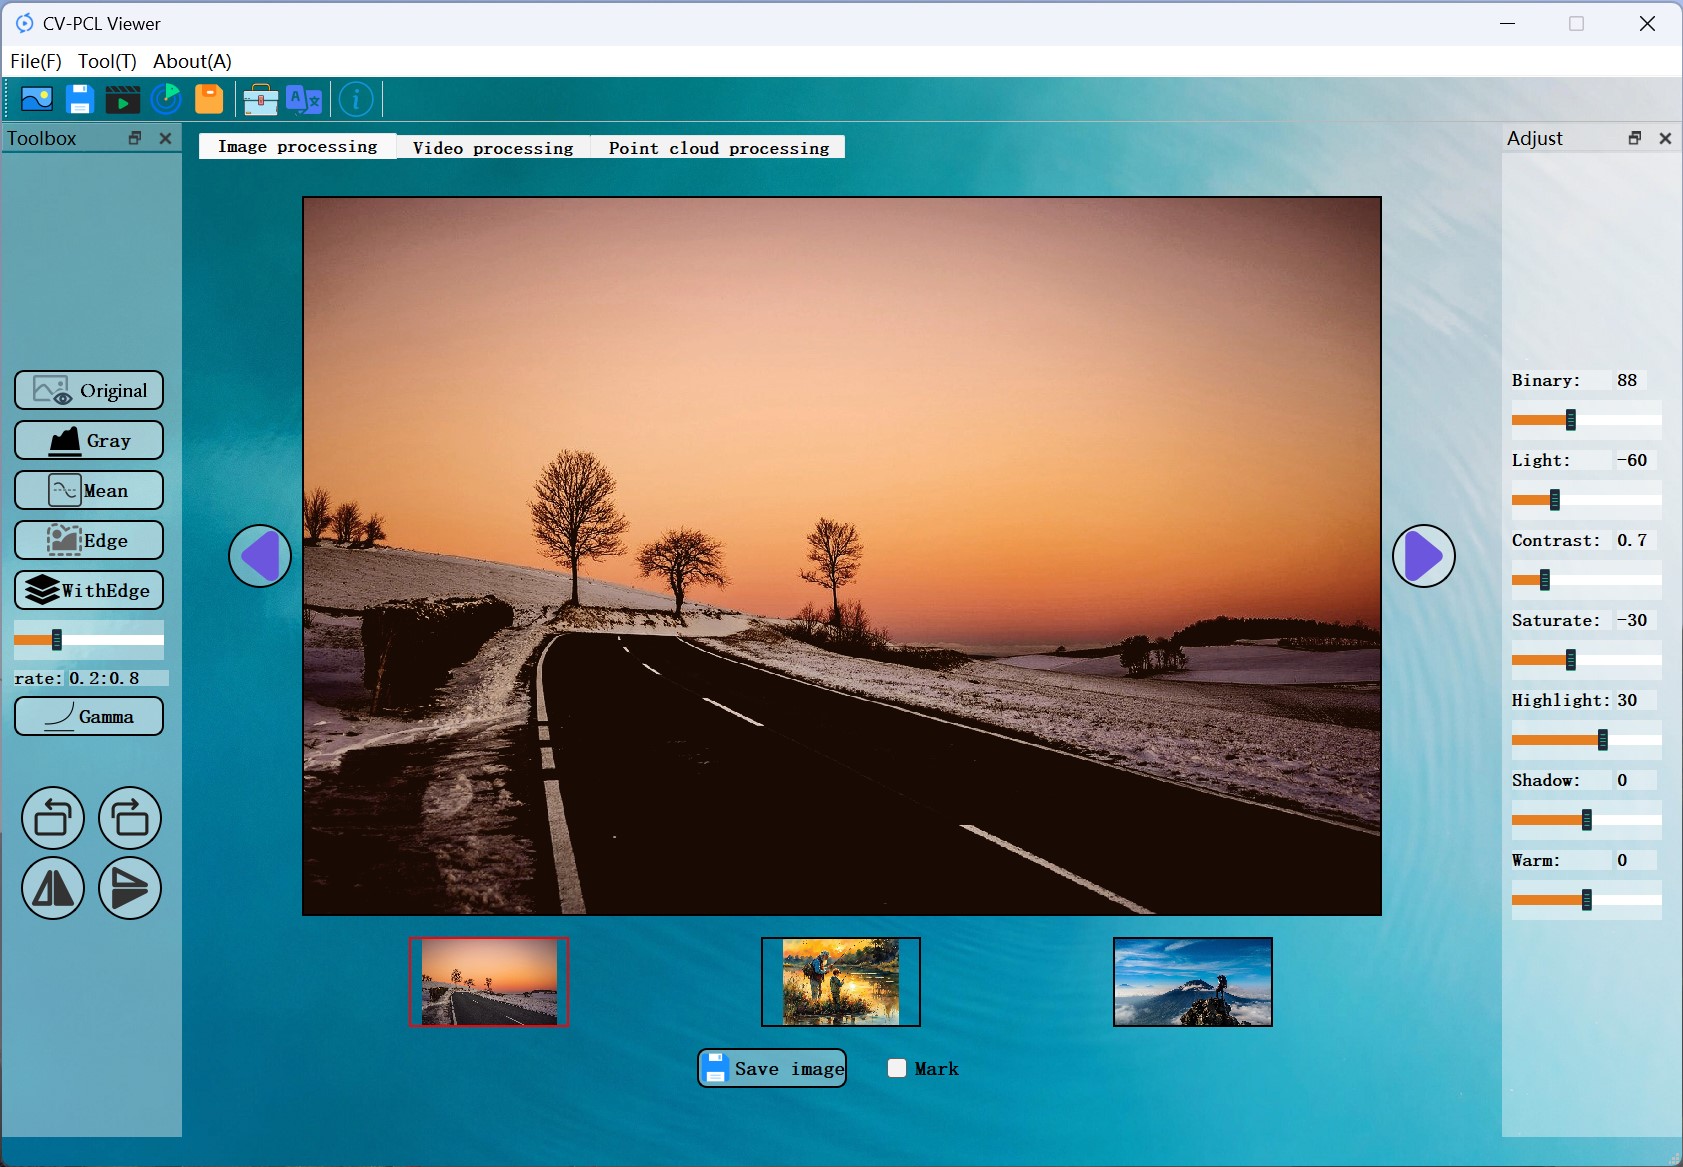 CV-PCL Viewer
File(F) Tool(T) About(A)
Toolbox
Image processing Video processing Point cloud processing
Adjust
Original
Gray
Mean
Edge
WithEdge
rate: 0.2:0.8
Gamma
Binary: 88
Light: -60
Contrast: 0.7
Saturate: -30
Highlight: 30
Shadow: 0
Warm: 0
Save image
Mark